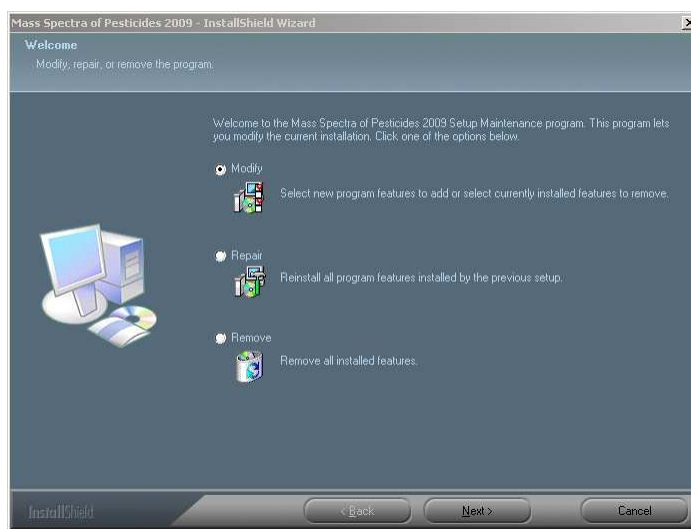 Mass Spectra of Pesticides 2009 - InstallShield Wizard
Welcome
Modify, repair, or remove the program.
Welcome to the Mass Spectra of Pesticides 2009 Setup Maintenance program. This program lets
you modify the current installation. Click one of the options below.
Modify
Select new program features to add or select currently installed features to remove.
Repair
Reinstall all program features installed by the previous setup.
Remove
Remove all installed features.
InstallShield
< Back
Next >
Cancel